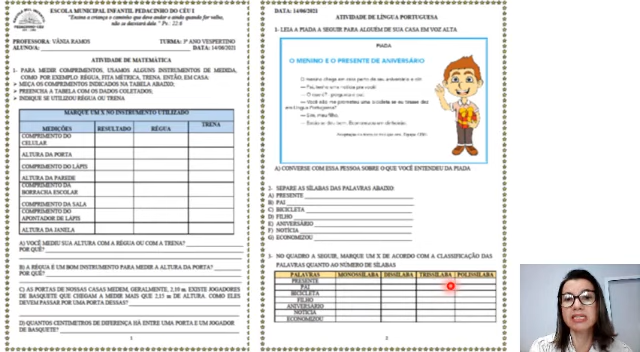 ESCOLA MUNICIPAL INFANTIL PEDACINHO DO CÉU I
"Ensina a criança o caminho que deve andar e ainda quando for velho,
não se desviará dele." Pv. 22:6
PROFESSORA: VÂNIA RAMOS TURMA: 3º ANO VESPERTINO
ALUNO/A: DATA: 14/06/2021
ATIVIDADE DE MATEMÁTICA
1- PARA MEDIR COMPRIMENTOS, USAMOS ALGUNS INSTRUMENTOS DE MEDIDA,
COMO POR EXEMPLO RÉGUA, FITA MÉTRICA, TRENA. ENTÃO, EM CASA:
➢ MEÇA OS COMPRIMENTOS INDICADOS NA TABELA ABAIXO;
➢ PREENCHA A TABELA COM OS DADOS COLETADOS;
➢ INDIQUE SE UTILIZOU RÉGUA OU TRENA
MARQUE UM X NO INSTRUMENTO UTILIZADO
MEDIÇÕES RESULTADO RÉGUA TRENA
COMPRIMENTO DO
CELULAR
ALTURA DA PORTA
COMPRIMENTO DO LÁPIS
ALTURA DA PAREDE
COMPRIMENTO DA
BORRACHA ESCOLAR
COMPRIMENTO DA SALA
COMPRIMENTO DO
APONTADOR DE LÁPIS
ALTURA DA JANELA
A) VOCÊ MEDIU SUA ALTURA COM A RÉGUA OU COM A TRENA?
POR QUÊ?
B) A RÉGUA É UM BOM INSTRUMENTO PARA MEDIR A ALTURA DA PORTA?
POR QUÊ?
C) AS PORTAS DE NOSSAS CASAS MEDEM, GERALMENTE, 2,10 m. EXISTE JOGADORES
DE BASQUETE QUE CHEGAM A MEDIR MAIS QUE 2,15 m DE ALTURA. COMO ELES
DEVEM PASSAR POR UMA PORTA DESSAS?
D) QUANTOS CENTIMETROS DE DIFERENÇA HÁ ENTRE UMA PORTA E UM JOGADOR
DE BASQUETE?
1
DATA: 14/06/2021
ATIVIDADE DE LÍNGUA PORTUGUESA
1- LEIA A PIADA A SEGUIR PARA ALGUÉM DE SUA CASA EM VOZ ALTA
PIADA
O MENINO E O PRESENTE DE ANIVERSÁRIO
A) CONVERSE COM ESSA PESSOA SOBRE O QUE VOCÊ ENTENDEU DA PIADA
2- SEPARE AS SÍLABAS DAS PALAVRAS ABAIXO:
A) PRESENTE
B) PAI
C) BICICLETA
D) FILHO
E) ANIVERSÁRIO
F) NOTÍCIA
G) ECONOMIZOU
3- NO QUADRO A SEGUIR, MARQUE UM X DE ACORDO COM A CLASSIFICAÇÃO DAS
PALAVRAS QUANTO AO NÚMERO DE SÍLABAS
PALAVRAS MONOSSÍLABA DISSÍLABA TRISSÍLABA POLISSÍLABA
PRESENTE
PAI
BICICLETA
FILHO
ANIVERSÁRIO
NOTÍCIA
ECONOMIZOU
2